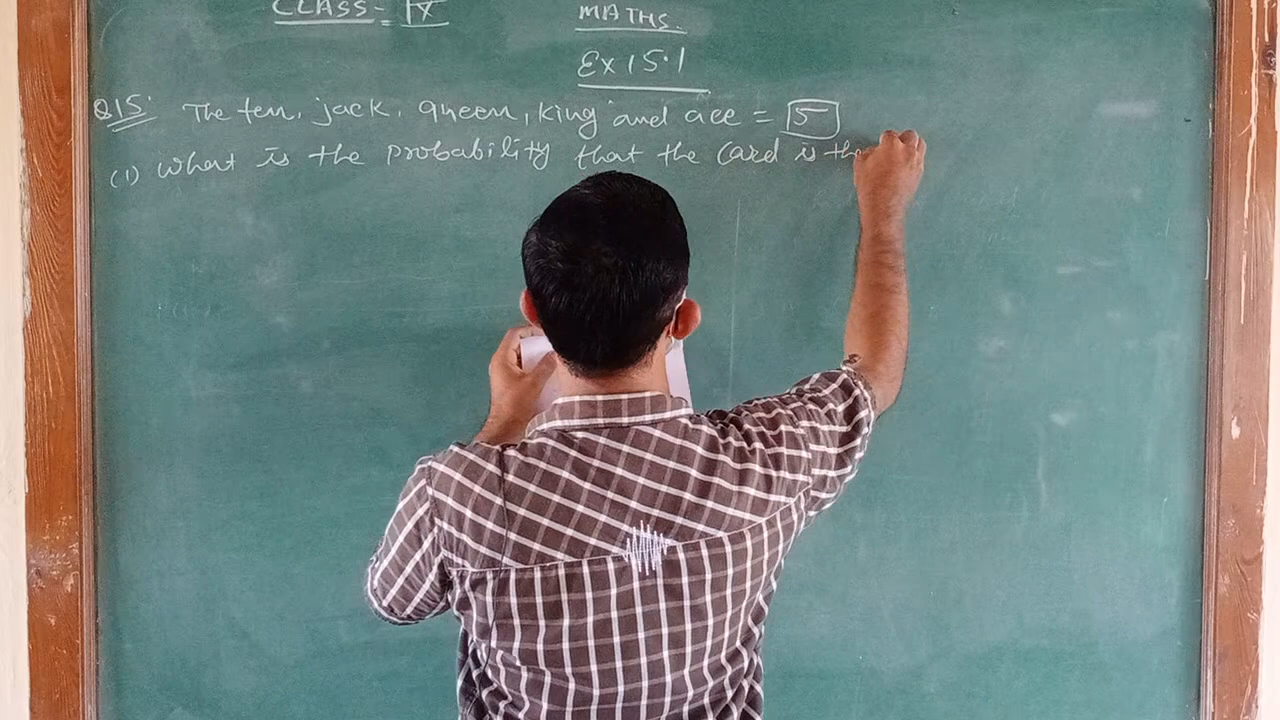 CLASS- IX
MATHS.
Ex 15.1
Q15. The ten, jack, queen, king and ace = 5
(1) What is the probability that the card is the